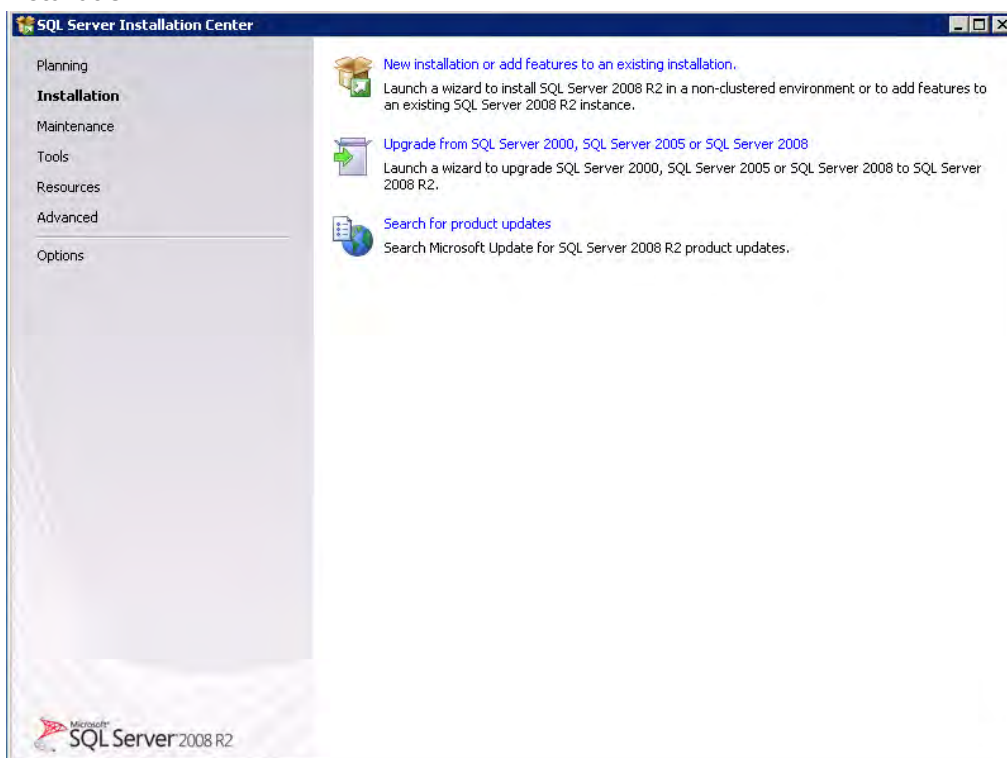 SQL Server Installation Center
Planning
Installation
Maintenance
Tools
Resources
Advanced
Options
New installation or add features to an existing installation.
Launch a wizard to install SQL Server 2008 R2 in a non-clustered environment or to add features to
an existing SQL Server 2008 R2 instance.
Upgrade from SQL Server 2000, SQL Server 2005 or SQL Server 2008
Launch a wizard to upgrade SQL Server 2000, SQL Server 2005 or SQL Server 2008 to SQL Server
2008 R2.
Search for product updates
Search Microsoft Update for SQL Server 2008 R2 product updates.
Microsoft
SQL Server 2008 R2